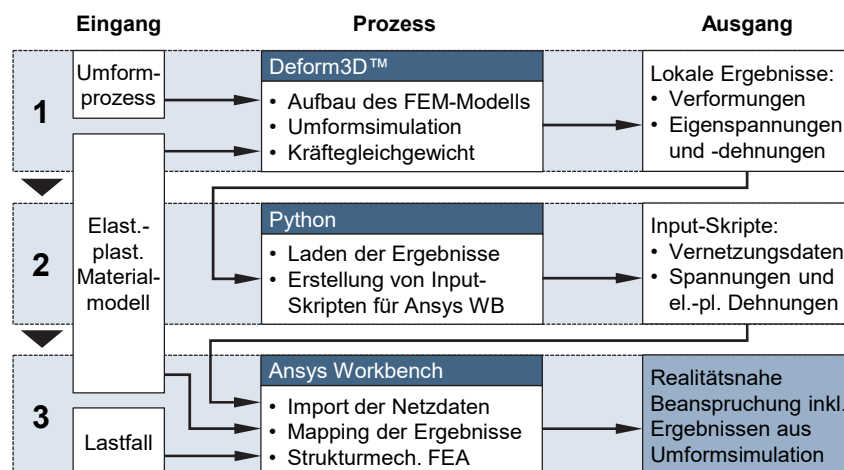 Eingang
Prozess
Ausgang
1
Umform-
prozess
Deform3D™
• Aufbau des FEM-Modells
• Umformsimulation
• Kräftegleichgewicht
Lokale Ergebnisse:
• Verformungen
• Eigenspannungen
und -dehnungen
Elast.-
plast.
Material-
modell
2
Python
• Laden der Ergebnisse
• Erstellung von Input-
Skripten für Ansys WB
Input-Skripte:
• Vernetzungsdaten
• Spannungen und
el.-pl. Dehnungen
3
Lastfall
Ansys Workbench
• Import der Netzdaten
• Mapping der Ergebnisse
• Strukturmech. FEA
Realitätsnahe
Beanspruchung inkl.
Ergebnissen aus
Umformsimulation